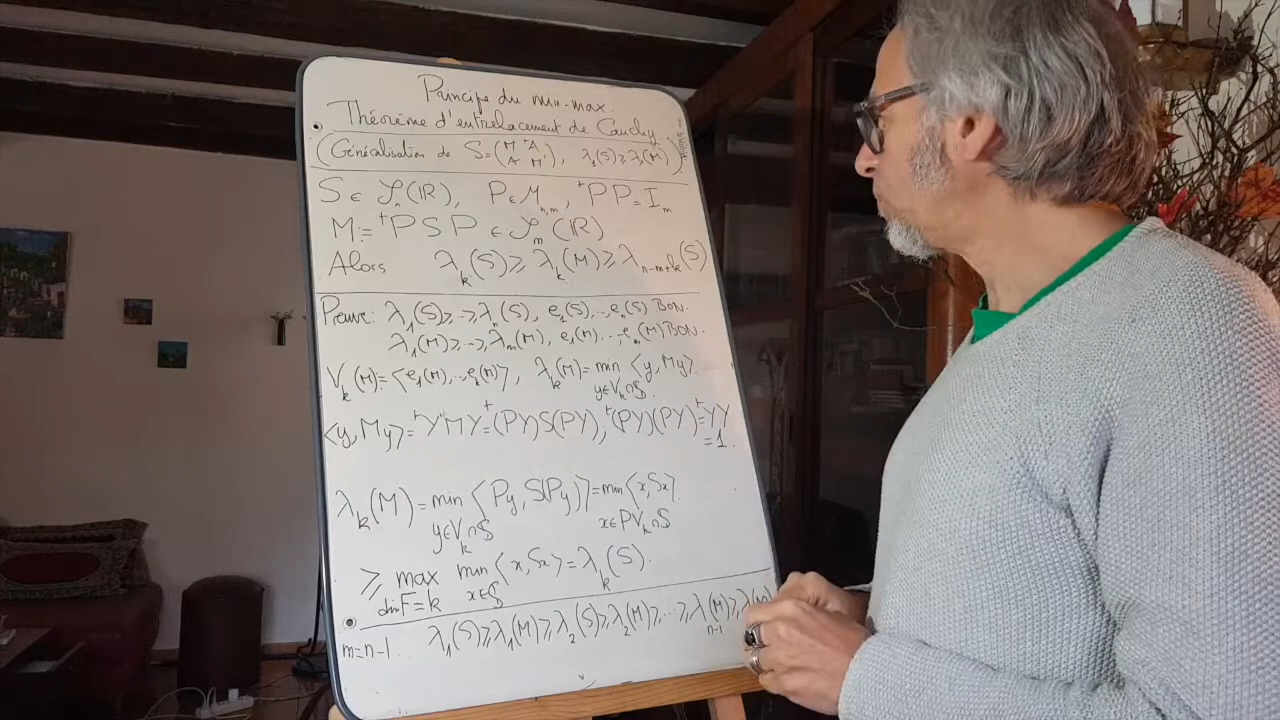 Principe du min-max.
Théorème d'entrelacement de Cauchy
(Généralisation de S=(M ᵗA / A M'), λ₁(S)≥λ₁(M))
S ∈ 𝒮ₙ(ℝ), P∈ℳₙ,ₘ, ᵗPP=Iₘ
M:= ᵗPSP ∈ 𝒮ₘ(ℝ)
Alors λₖ(S)≥λₖ(M)≥λₙ₋ₘ₊ₖ(S)
Preuve: λ₁(S)≥...≥λₙ(S), e₁(S),..,eₙ(S) BON.
λ₁(M)≥...≥λₘ(M), e₁(M),..,eₘ(M) BON.
Vₖ(M)=⟨e₁(M),..,eₖ(M)⟩, λₖ(M)= min ⟨y,My⟩.
y∈Vₖ∩𝕊.
⟨y,My⟩=ᵗYMY=ᵗ(PY)S(PY), ᵗ(PY)(PY)=ᵗYY
=1.
λₖ(M)= min ⟨Py,S(Py)⟩=min⟨x,Sx⟩.
y∈Vₖ∩𝕊 x∈PVₖ∩𝕊
≥ max min ⟨x,Sx⟩=λₖ(S).
dimF=k x∈𝕊
m=n-1. λ₁(S)≥λ₁(M)≥λ₂(S)≥λ₂(M)≥...≥λₙ₋₁(M)≥